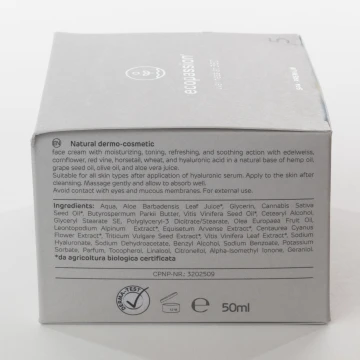 ecopassion
EN Natural dermo-cosmetic
face cream with moisturizing, toning, refreshing, and soothing action with edelweiss,
cornflower, red vine, horsetail, wheat, and hyaluronic acid in a natural base of hemp oil,
grape seed oil, olive oil, and aloe vera juice.
Suitable for all skin types after application of hyaluronic serum. Apply to the skin after
cleansing. Massage gently and allow to absorb well.
Avoid contact with eyes and mucous membranes. For external use.
Ingredients: Aqua, Aloe Barbadensis Leaf Juice*, Glycerin, Cannabis Sativa
Seed Oil*, Butyrospermum Parkii Butter, Vitis Vinifera Seed Oil*, Cetearyl Alcohol,
Glyceryl Stearate SE, Polyglyceryl-3 Distearate/Stearate, Olea Europaea Fruit Oil,
Leontopodium Alpinum Extract*, Equisetum Arvense Extract*, Centaurea Cyanus
Flower Extract*, Triticum Vulgare Seed Extract*, Vitis Vinifera Leaf Extract*, Sodium
Hyaluronate, Sodium Dehydroacetate, Benzyl Alcohol, Sodium Benzoate, Potassium
Sorbate, Parfum, Tocopherol, Linalool, Citronellol, Alpha-Isomethyl Ionone, Geraniol.
*da agricoltura biologica certificata
CPNP-NR.: 3202509
DERMA-TEST
e 50ml